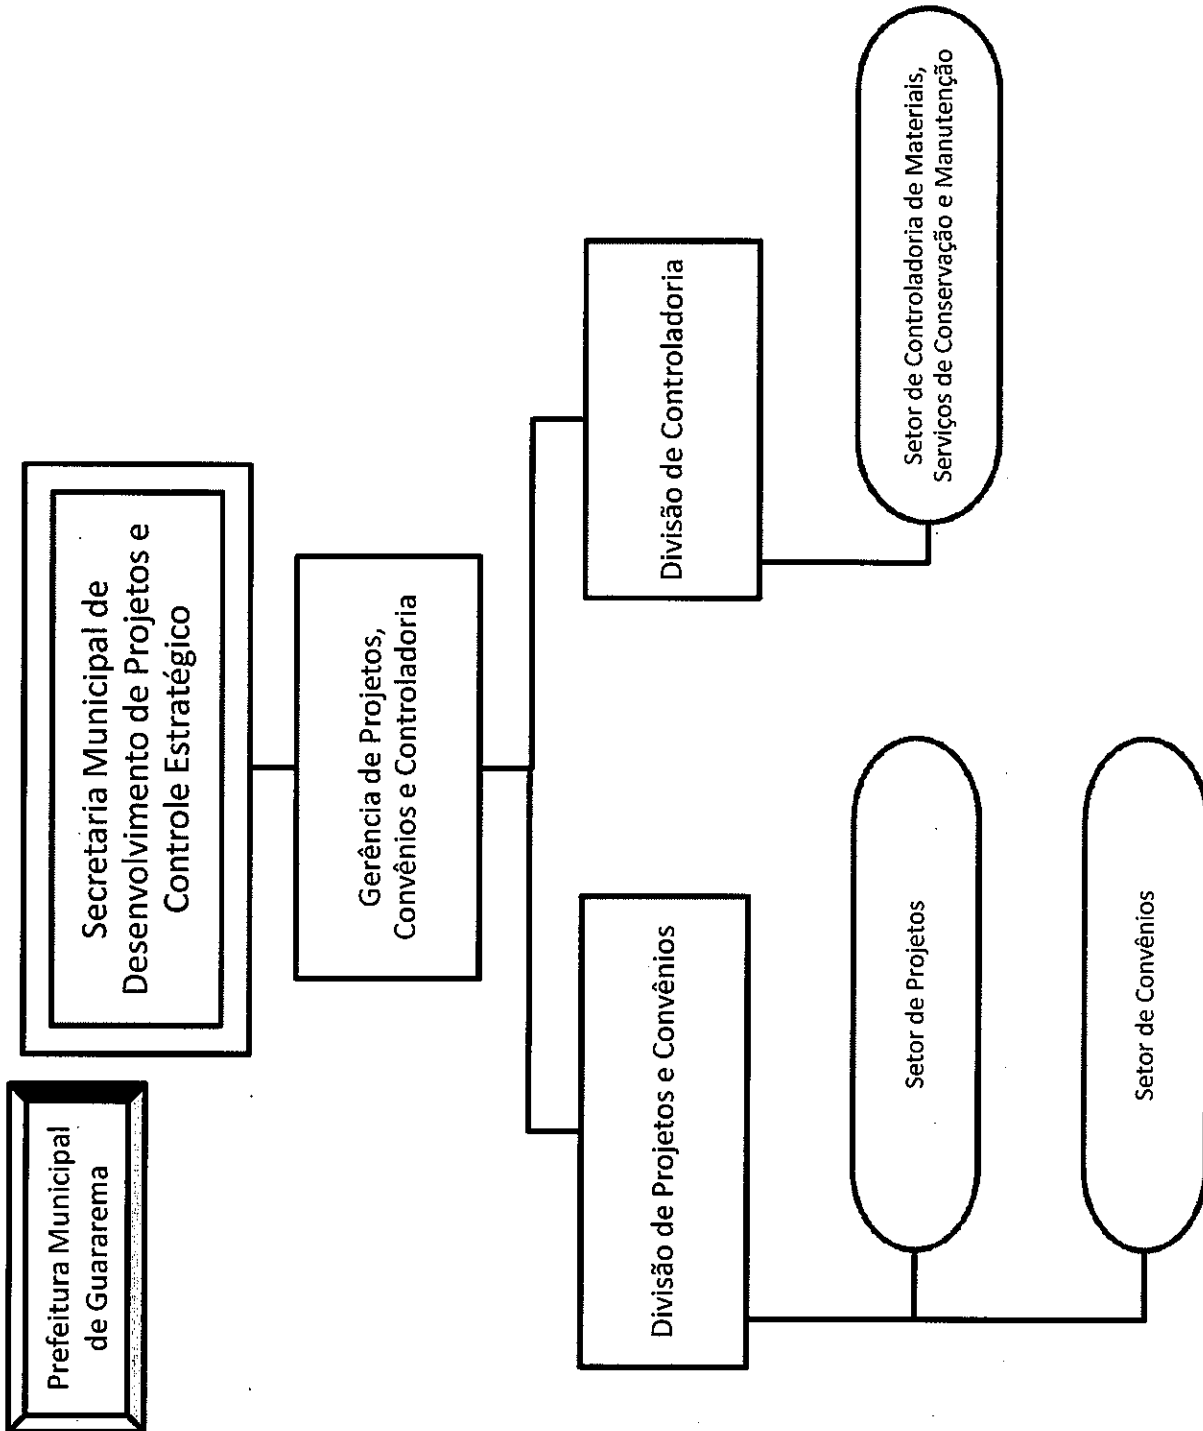 Prefeitura Municipal
de Guararema
Secretaria Municipal de
Desenvolvimento de Projetos e
Controle Estratégico
Gerência de Projetos,
Convênios e Controladoria
Divisão de Projetos e Convênios
Divisão de Controladoria
Setor de Projetos
Setor de Controladoria de Materiais,
Serviços de Conservação e Manutenção
Setor de Convênios